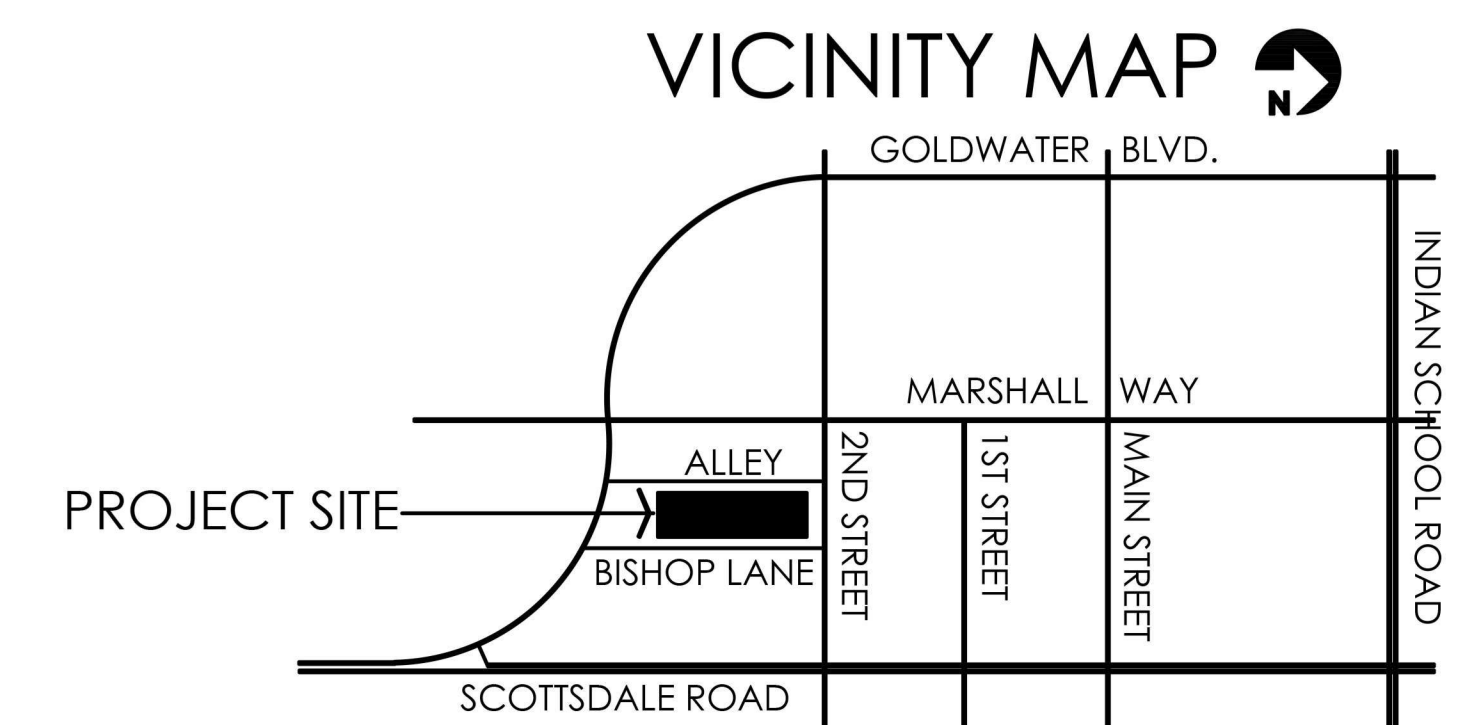 VICINITY MAP
N
GOLDWATER BLVD.
INDIAN SCHOOL ROAD
MARSHALL WAY
2ND STREET
1ST STREET
MAIN STREET
ALLEY
PROJECT SITE
BISHOP LANE
SCOTTSDALE ROAD